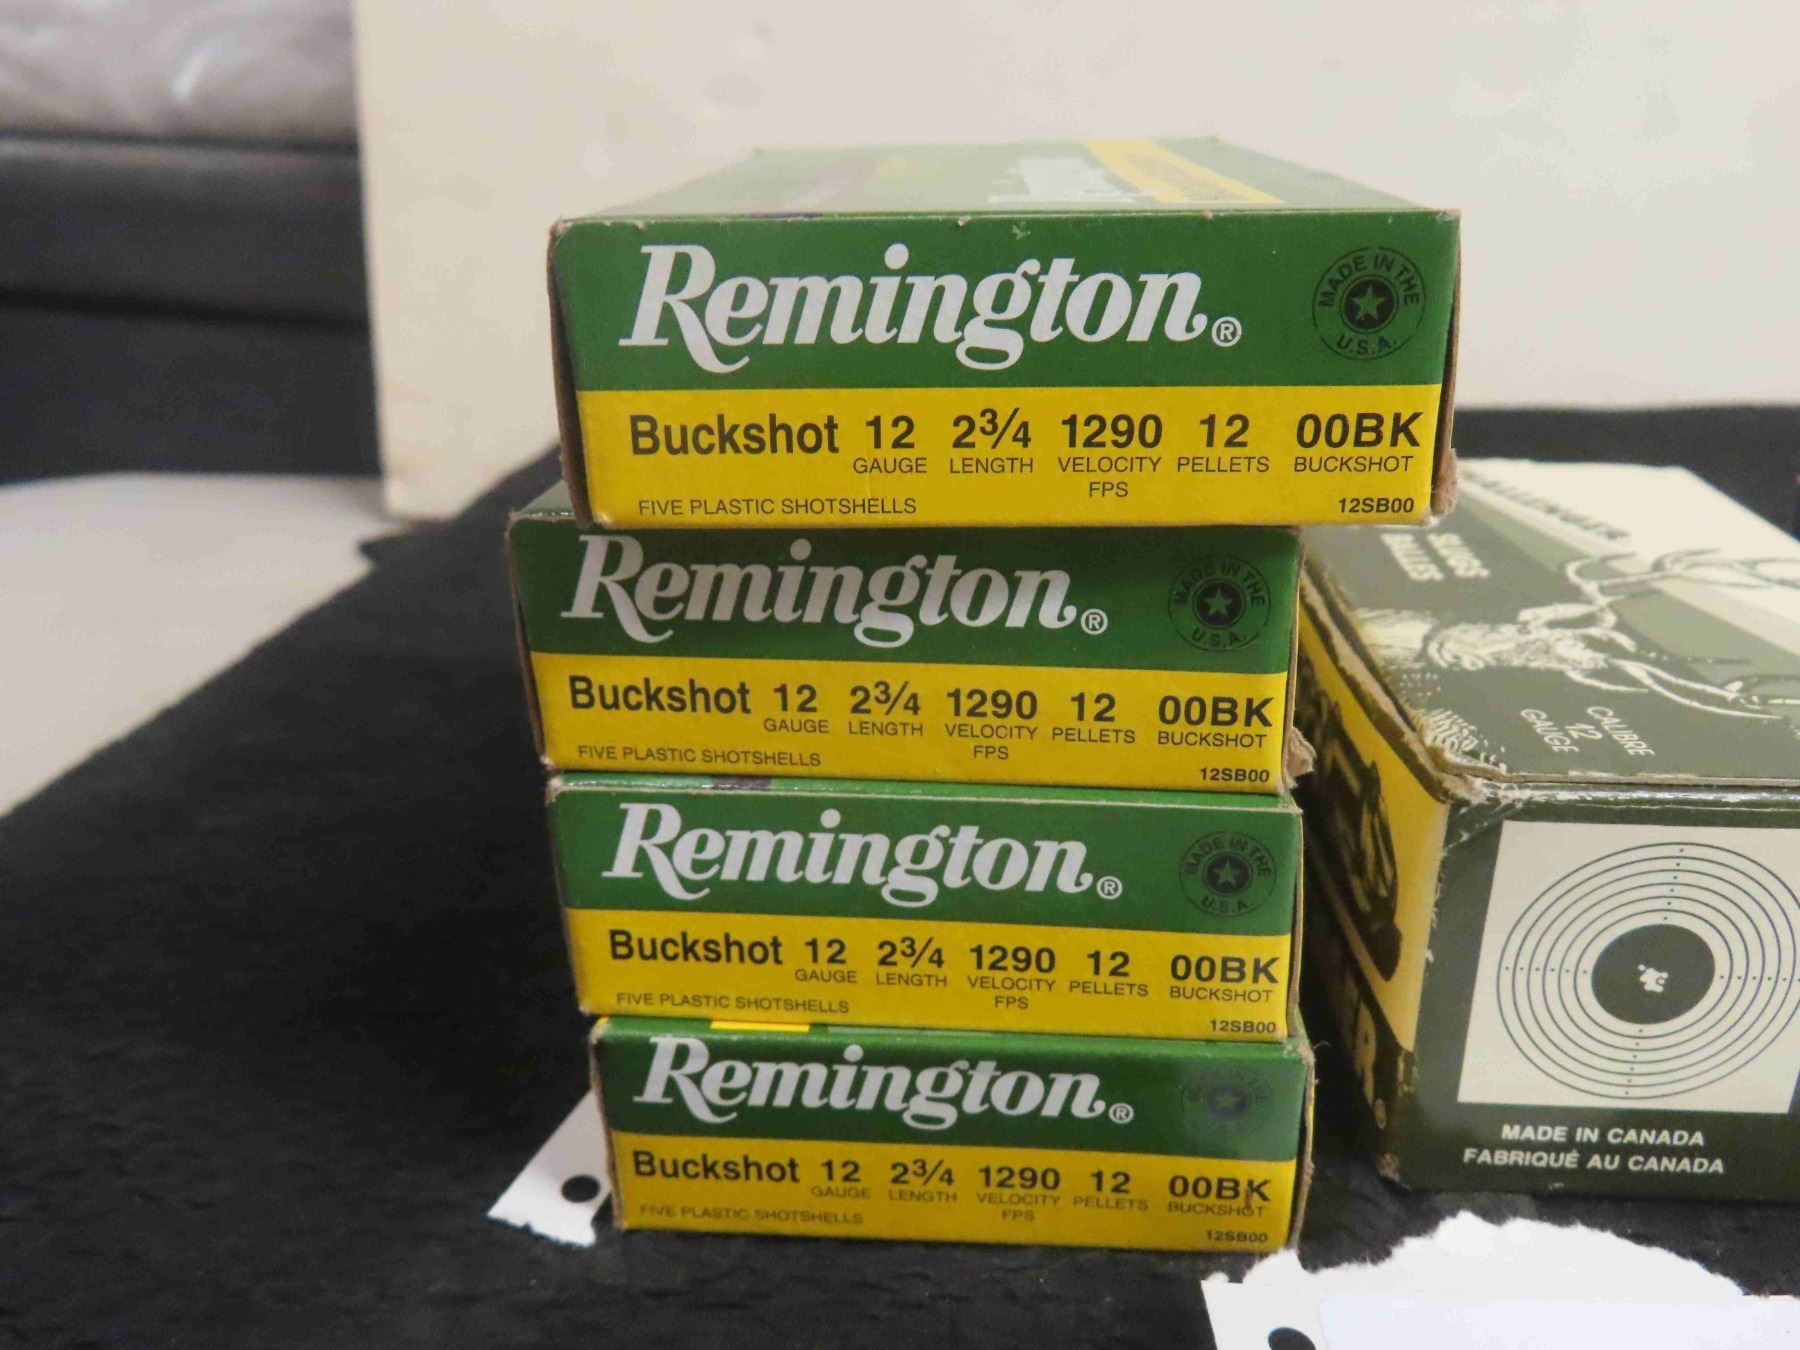 Remington®
MADE IN THE U.S.A.
Buckshot 12 2¾ 1290 12 00BK
GAUGE LENGTH VELOCITY PELLETS BUCKSHOT
FPS
FIVE PLASTIC SHOTSHELLS 12SB00
Remington®
MADE IN THE U.S.A.
Buckshot 12 2¾ 1290 12 00BK
GAUGE LENGTH VELOCITY PELLETS BUCKSHOT
FPS
FIVE PLASTIC SHOTSHELLS 12SB00
Remington®
MADE IN THE U.S.A.
Buckshot 12 2¾ 1290 12 00BK
GAUGE LENGTH VELOCITY PELLETS BUCKSHOT
FPS
FIVE PLASTIC SHOTSHELLS 12SB00
Remington®
Buckshot 12 2¾ 1290 12 00BK
GAUGE LENGTH VELOCITY PELLETS BUCKSHOT
FPS
FIVE PLASTIC SHOTSHELLS 12SB00
SLUGS
BALLES
CALIBRE
12
GAUGE
MADE IN CANADA
FABRIQUÉ AU CANADA